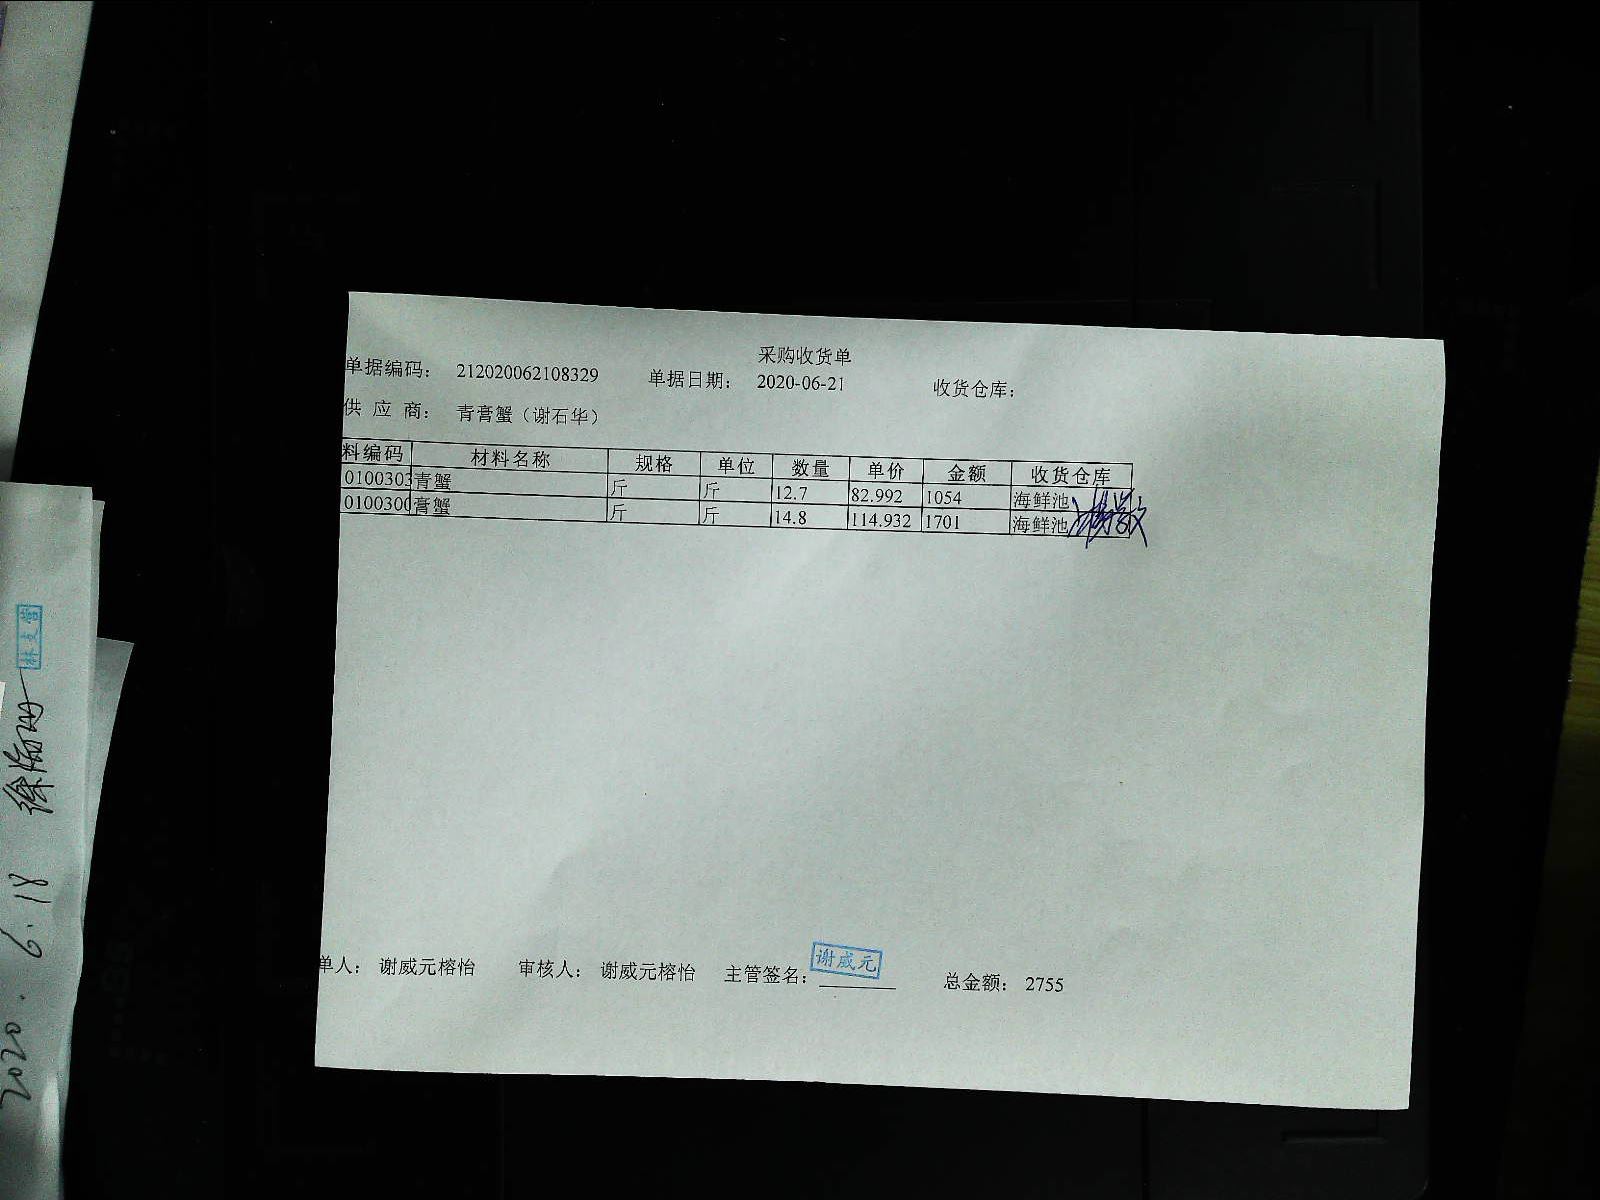 采购收货单
单据编码： 212020062108329 单据日期： 2020-06-21 收货仓库：
供 应 商： 青膏蟹（谢石华）
料编码 材料名称 规格 单位 数量 单价 金额 收货仓库
0100303 青蟹 斤 斤 12.7 82.992 1054 海鲜池
0100300 膏蟹 斤 斤 14.8 114.932 1701 海鲜池
单人： 谢威元榕怡 审核人： 谢威元榕怡 主管签名： 谢威元 总金额： 2755
2020.6.18